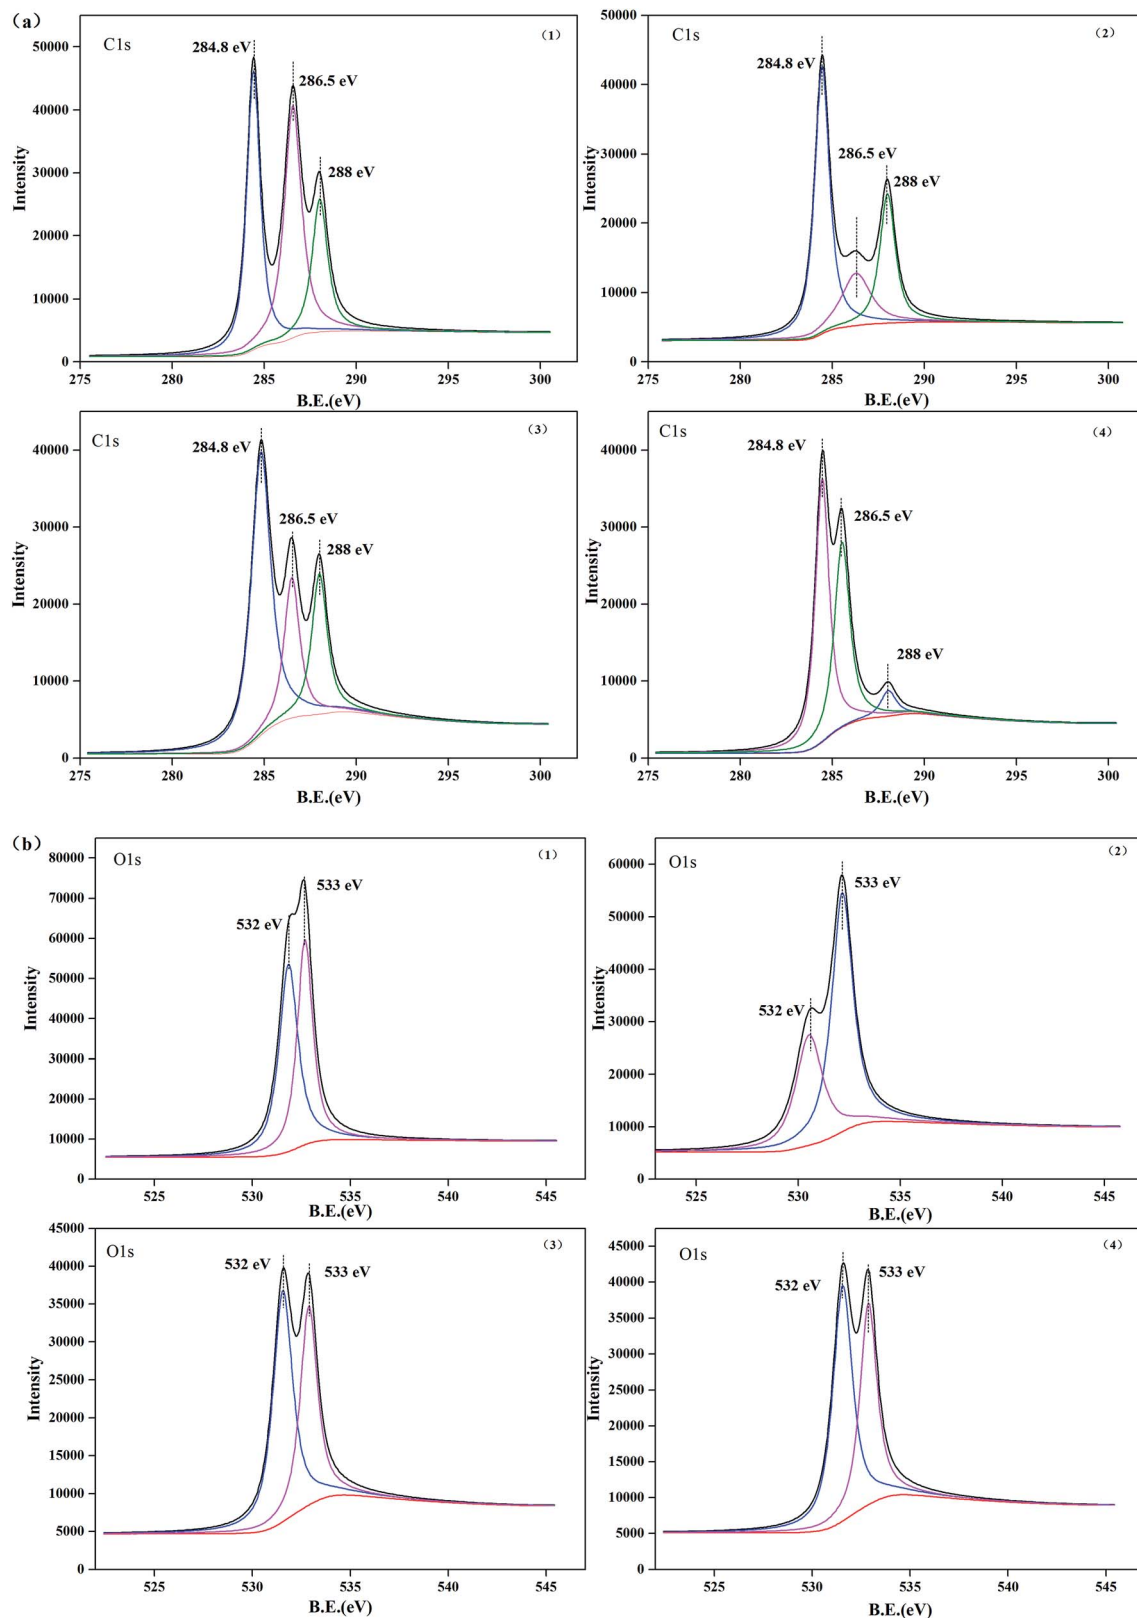 (a)
C1s
(1)
284.8 eV
286.5 eV
288 eV
Intensity
50000
40000
30000
20000
10000
0
275 280 285 290 295 300
B.E.(eV)
C1s
(2)
284.8 eV
286.5 eV
288 eV
Intensity
50000
40000
30000
20000
10000
0
275 280 285 290 295 300
B.E.(eV)
C1s
(3)
284.8 eV
286.5 eV
288 eV
Intensity
40000
30000
20000
10000
0
275 280 285 290 295 300
B.E.(eV)
C1s
(4)
284.8 eV
286.5 eV
288 eV
Intensity
40000
30000
20000
10000
0
275 280 285 290 295 300
B.E.(eV)
(b)
O1s
(1)
533 eV
532 eV
Intensity
80000
70000
60000
50000
40000
30000
20000
10000
0
525 530 535 540 545
B.E.(eV)
O1s
(2)
533 eV
532 eV
Intensity
60000
50000
40000
30000
20000
10000
0
525 530 535 540 545
B.E.(eV)
O1s
(3)
532 eV
533 eV
Intensity
45000
40000
35000
30000
25000
20000
15000
10000
5000
0
525 530 535 540 545
B.E.(eV)
O1s
(4)
532 eV
533 eV
Intensity
45000
40000
35000
30000
25000
20000
15000
10000
5000
0
525 530 535 540 545
B.E.(eV)